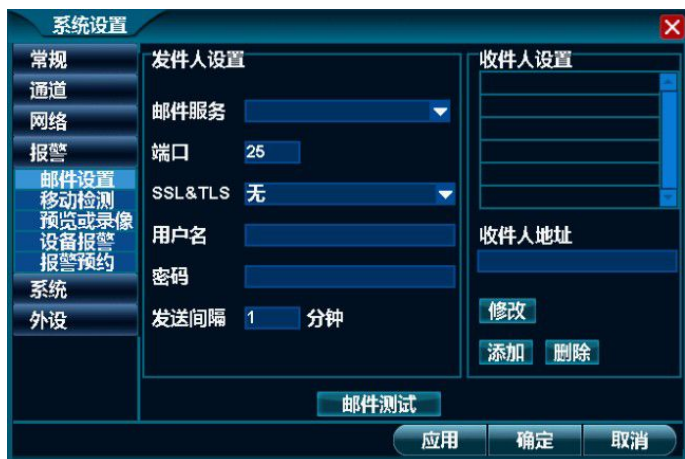 系统设置
常规
通道
网络
报警
邮件设置
移动检测
预览或录像
设备报警
报警预约
系统
外设
发件人设置
邮件服务
端口 25
SSL&TLS 无
用户名
密码
发送间隔 1 分钟
收件人设置
收件人地址
修改
添加 删除
邮件测试
应用 确定 取消